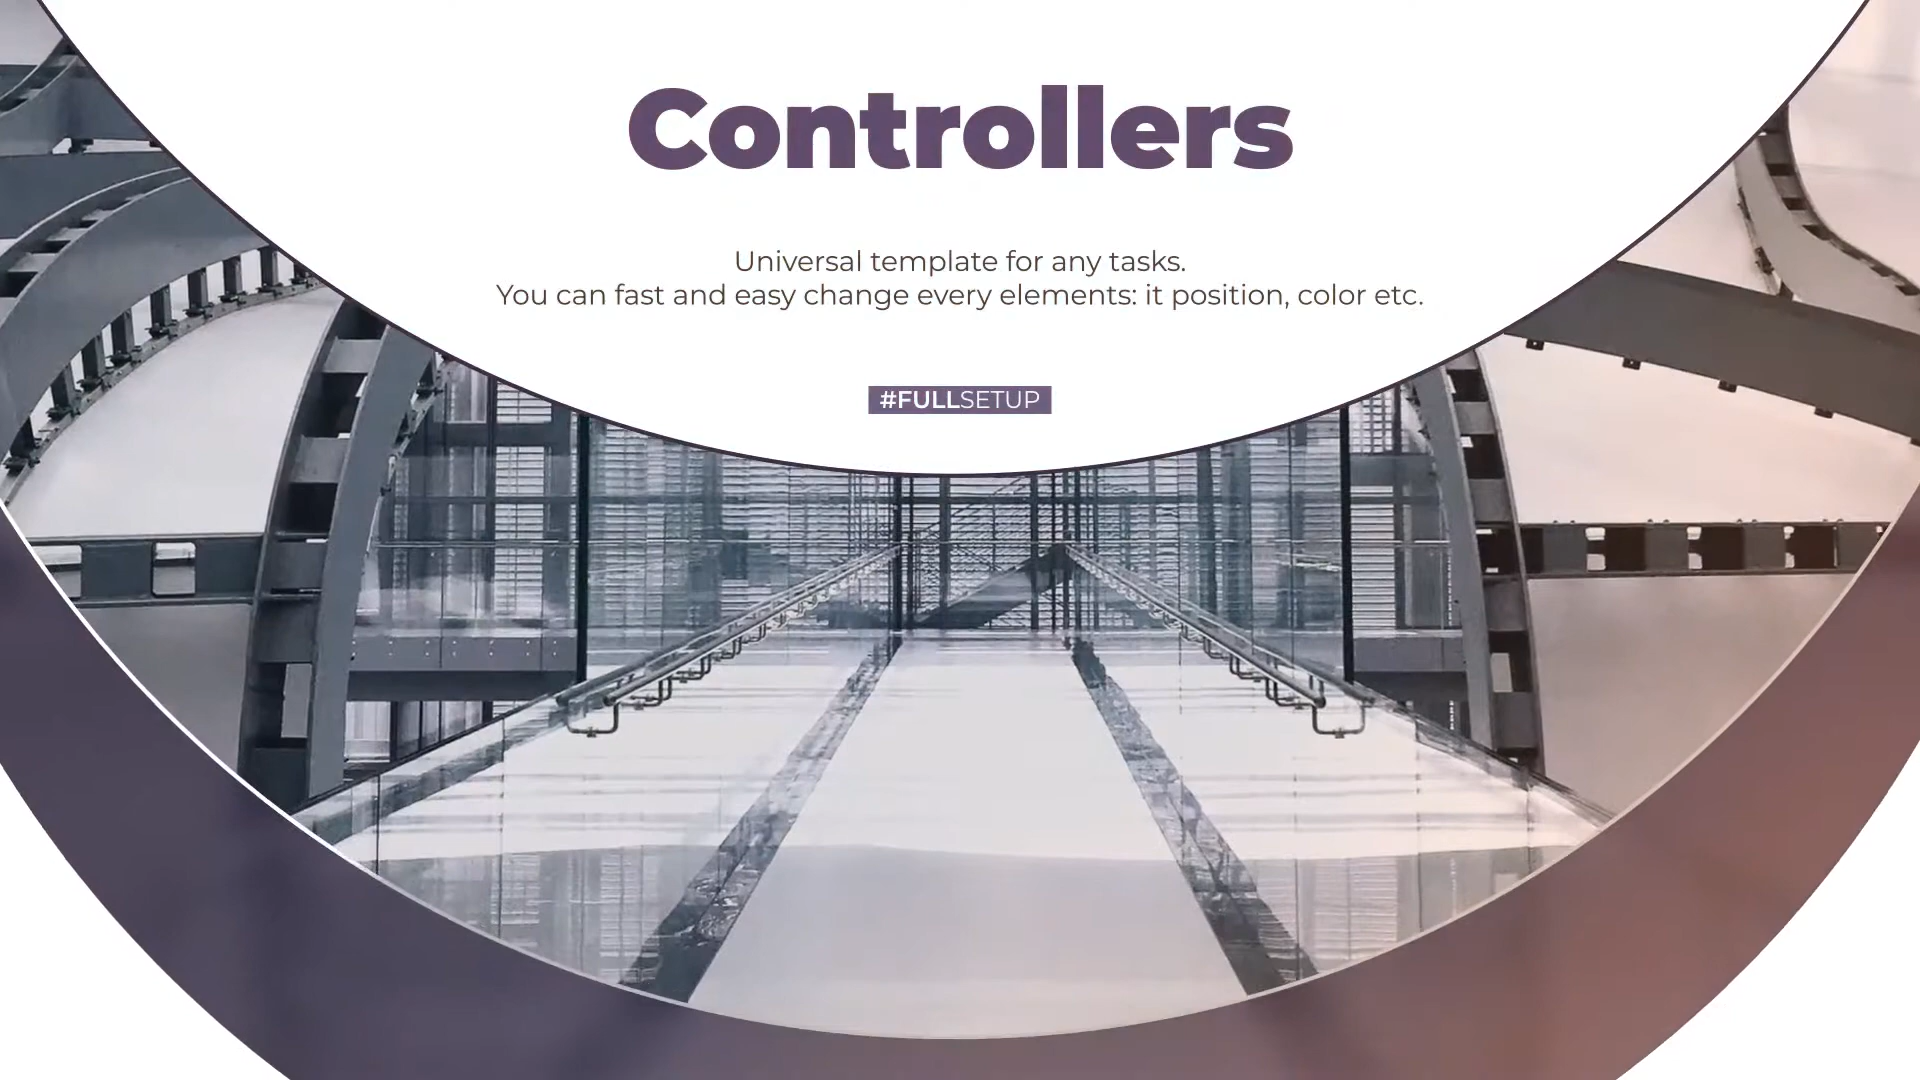 Controllers
Universal template for any tasks.
You can fast and easy change every elements: it position, color etc.
#FULLSETUP